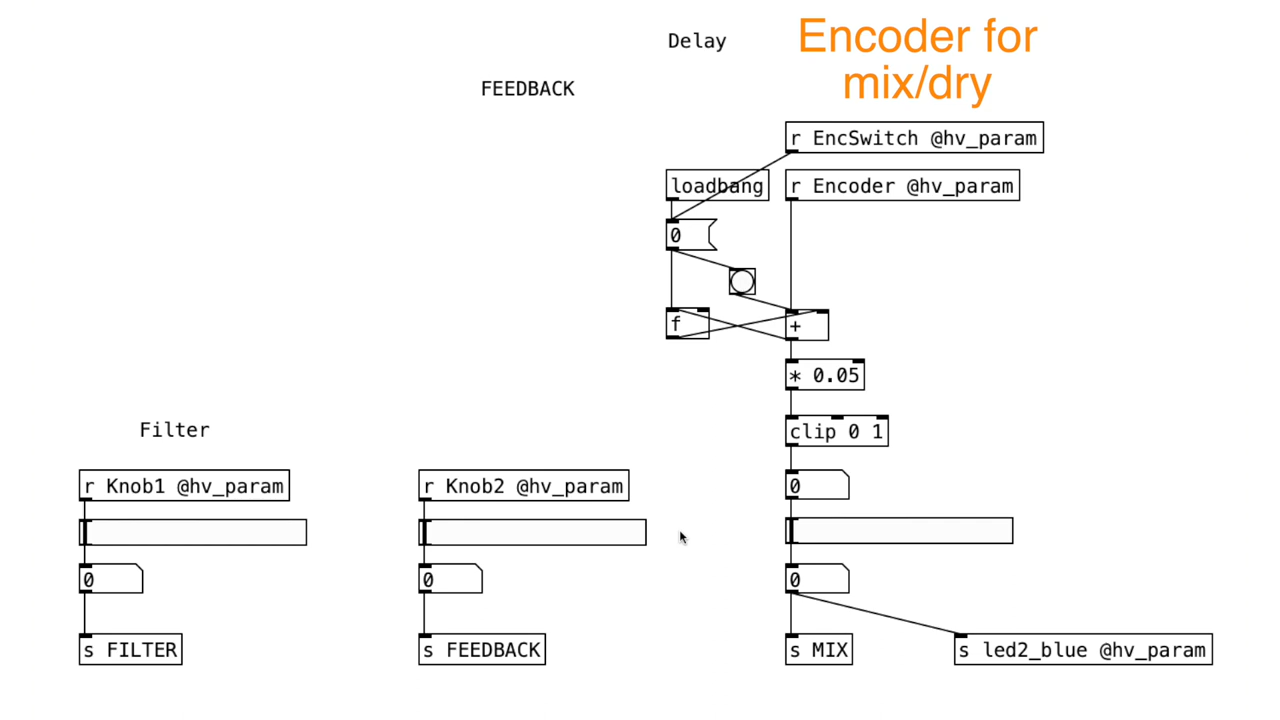 Delay
Encoder for
mix/dry
FEEDBACK
r EncSwitch @hv_param
loadbang
r Encoder @hv_param
0
f
+
* 0.05
clip 0 1
Filter
r Knob1 @hv_param
r Knob2 @hv_param
0
0
0
0
s FILTER
s FEEDBACK
s MIX
s led2_blue @hv_param